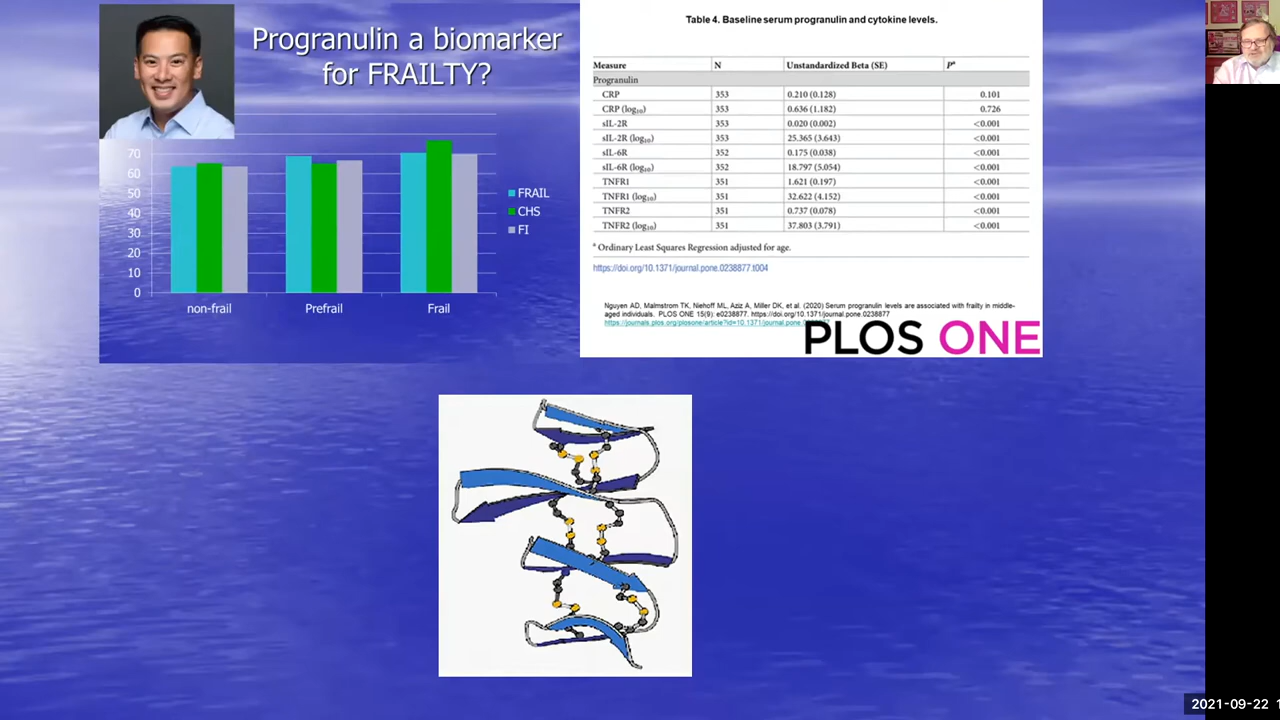 Progranulin a biomarker
for FRAILTY?
50
40
30
20
10
0
non-frail Prefrail Frail
FRAIL
CHS
FI
Table 4. Baseline serum progranulin and cytokine levels.
Measure N Unstandardized Beta (SE) Pᵃ
Progranulin
CRP 353 0.210 (0.128) 0.101
CRP (log₁₀) 353 0.636 (1.182) 0.726
sIL-2R 353 0.020 (0.002) <0.001
sIL-2R (log₁₀) 353 25.365 (3.643) <0.001
sIL-6R 352 0.175 (0.038) <0.001
sIL-6R (log₁₀) 352 18.797 (5.054) <0.001
TNFR1 351 1.621 (0.197) <0.001
TNFR1 (log₁₀) 351 32.622 (4.152) <0.001
TNFR2 351 0.737 (0.078) <0.001
TNFR2 (log₁₀) 351 37.803 (3.791) <0.001
ᵃ Ordinary Least Squares Regression adjusted for age.
https://doi.org/10.1371/journal.pone.0238877.t004
Nguyen AD, Malmstrom TK, Niehoff ML, Aziz A, Miller DK, et al. (2020) Serum progranulin levels are associated with frailty in middle-
aged individuals. PLOS ONE 15(9): e0238877. https://doi.org/10.1371/journal.pone.0238877
https://journals.plos.org/plosone/article?id=10.1371/journal.pone
PLOS ONE
2021-09-22